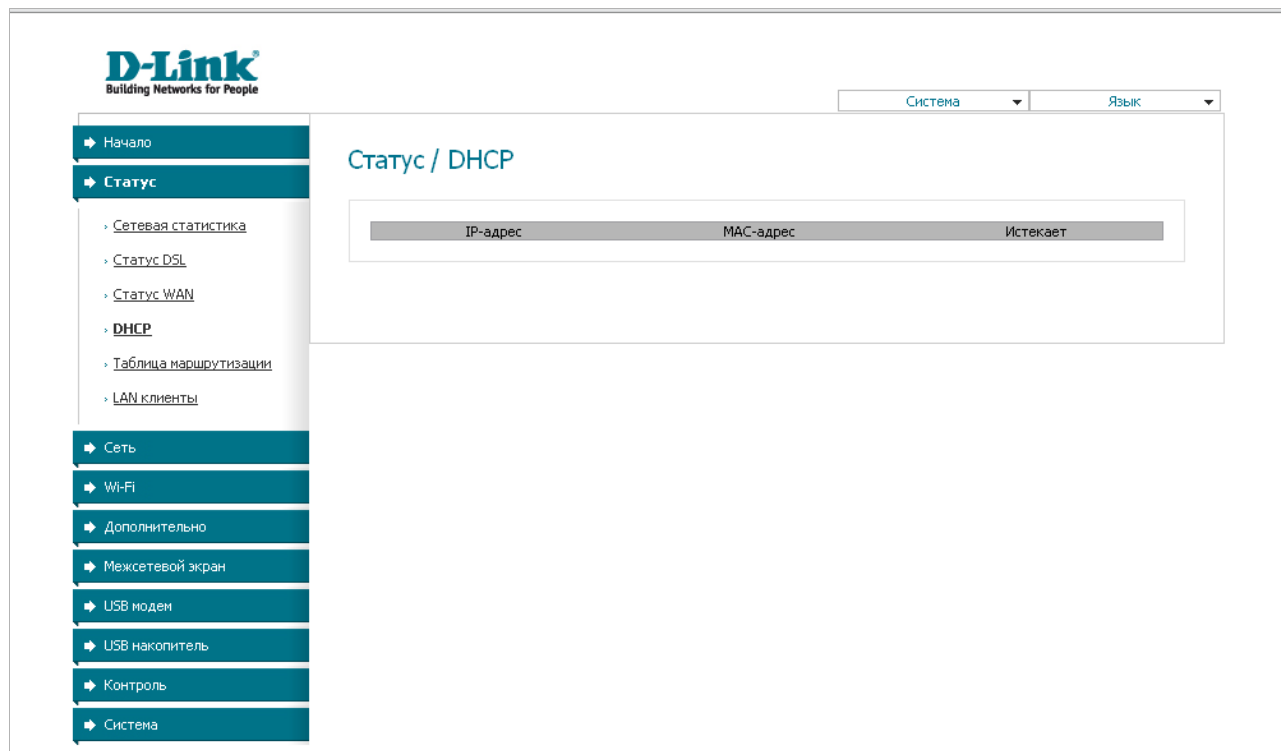 D-Link
Building Networks for People
Система
Язык
Начало
Статус
Сетевая статистика
Статус DSL
Статус WAN
DHCP
Таблица маршрутизации
LAN клиенты
Сеть
Wi-Fi
Дополнительно
Межсетевой экран
USB модем
USB накопитель
Контроль
Система
Статус / DHCP
IP-адрес MAC-адрес Истекает